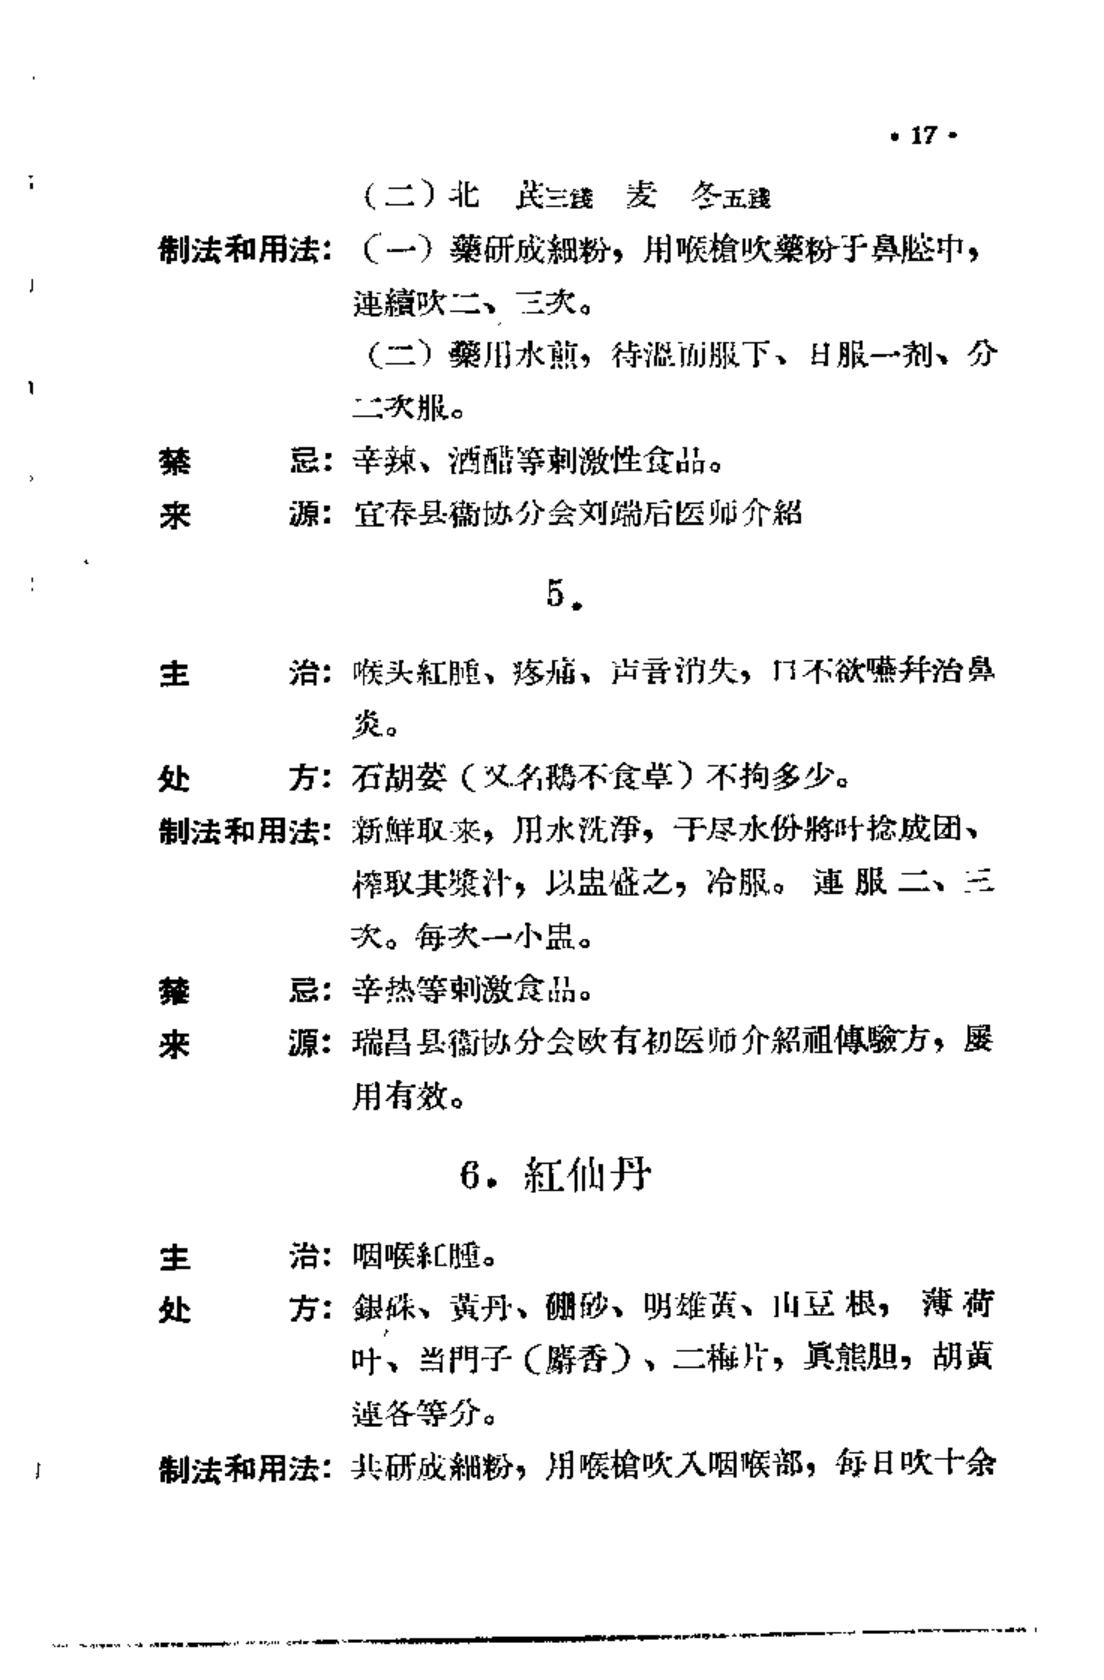 • 17 •
（二）北　芪三錢　麦　冬五錢
制法和用法：（一）藥研成細粉，用喉槍吹藥粉于鼻腔中，
連續吹二、三次。
（二）藥用水煎，待溫而服下、日服一剂、分
二次服。
禁　忌：辛辣、酒醋等刺激性食品。
来　源：宜春县衞协分会刘端后医师介紹
5.
主　治：喉头紅腫、疼痛、声音消失，口不欲嚥幷治鼻
炎。
处　方：石胡荽（又名鵝不食草）不拘多少。
制法和用法：新鮮取来，用水洗淨，干尽水份將叶捻成团、
榨取其漿汁，以盅盛之，冷服。連服二、三
次。每次一小盅。
禁　忌：辛热等刺激食品。
来　源：瑞昌县衞协分会欧有初医师介紹祖傳驗方，屡
用有效。
6. 紅仙丹
主　治：咽喉紅腫。
处　方：銀硃、黃丹、硼砂、明雄黃、山豆根，薄荷
叶、当門子（麝香）、二梅片，眞熊胆，胡黃
連各等分。
制法和用法：共研成細粉，用喉槍吹入咽喉部，每日吹十余